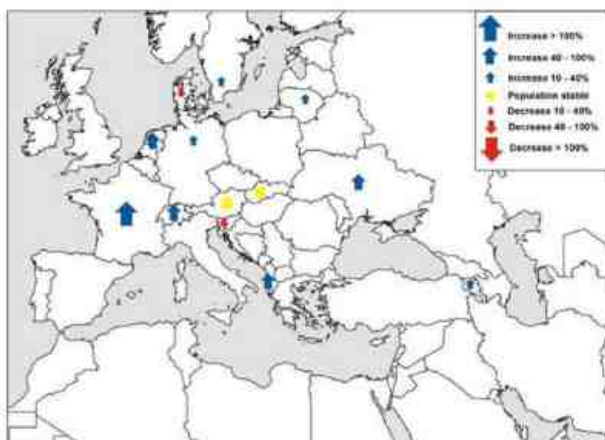 Increase > 100%
Increase 40 - 100%
Increase 10 - 40%
Population stable
Decrease 10 - 40%
Decrease 40 - 100%
Decrease > 100%